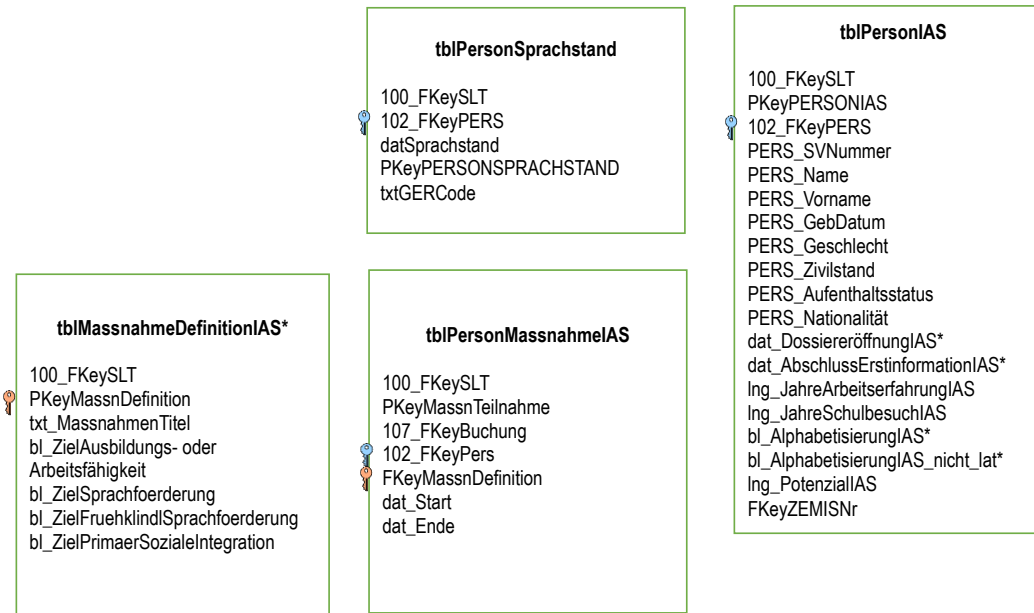 tblPersonSprachstand
100_FKeySLT
102_FKeyPERS
datSprachstand
PKeyPERSONSPRACHSTAND
txtGERCode
tblPersonIAS
100_FKeySLT
PKeyPERSONIAS
102_FKeyPERS
PERS_SVNummer
PERS_Name
PERS_Vorname
PERS_GebDatum
PERS_Geschlecht
PERS_Zivilstand
PERS_Aufenthaltsstatus
PERS_Nationalität
dat_DossiereröffnungIAS*
dat_AbschlussErstinformationIAS*
lng_JahreArbeitserfahrungIAS
lng_JahreSchulbesuchIAS
bl_AlphabetisierungIAS*
bl_AlphabetisierungIAS_nicht_lat*
lng_PotenzialIAS
FKeyZEMISNr
tblMassnahmeDefinitionIAS*
100_FKeySLT
PKeyMassnDefinition
txt_MassnahmenTitel
bl_ZielAusbildungs- oder
Arbeitsfähigkeit
bl_ZielSprachfoerderung
bl_ZielFruehklindlSprachfoerderung
bl_ZielPrimaerSozialeIntegration
tblPersonMassnahmeIAS
100_FKeySLT
PKeyMassnTeilnahme
107_FKeyBuchung
102_FKeyPers
FKeyMassnDefinition
dat_Start
dat_Ende